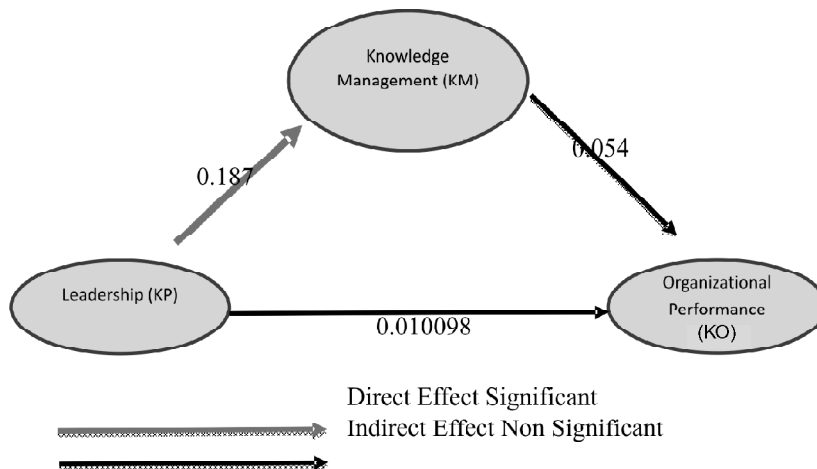 Knowledge
Management (KM)
0.187
0.054
Leadership (KP)
0.010098
Organizational
Performance
(KO)
Direct Effect Significant
Indirect Effect Non Significant